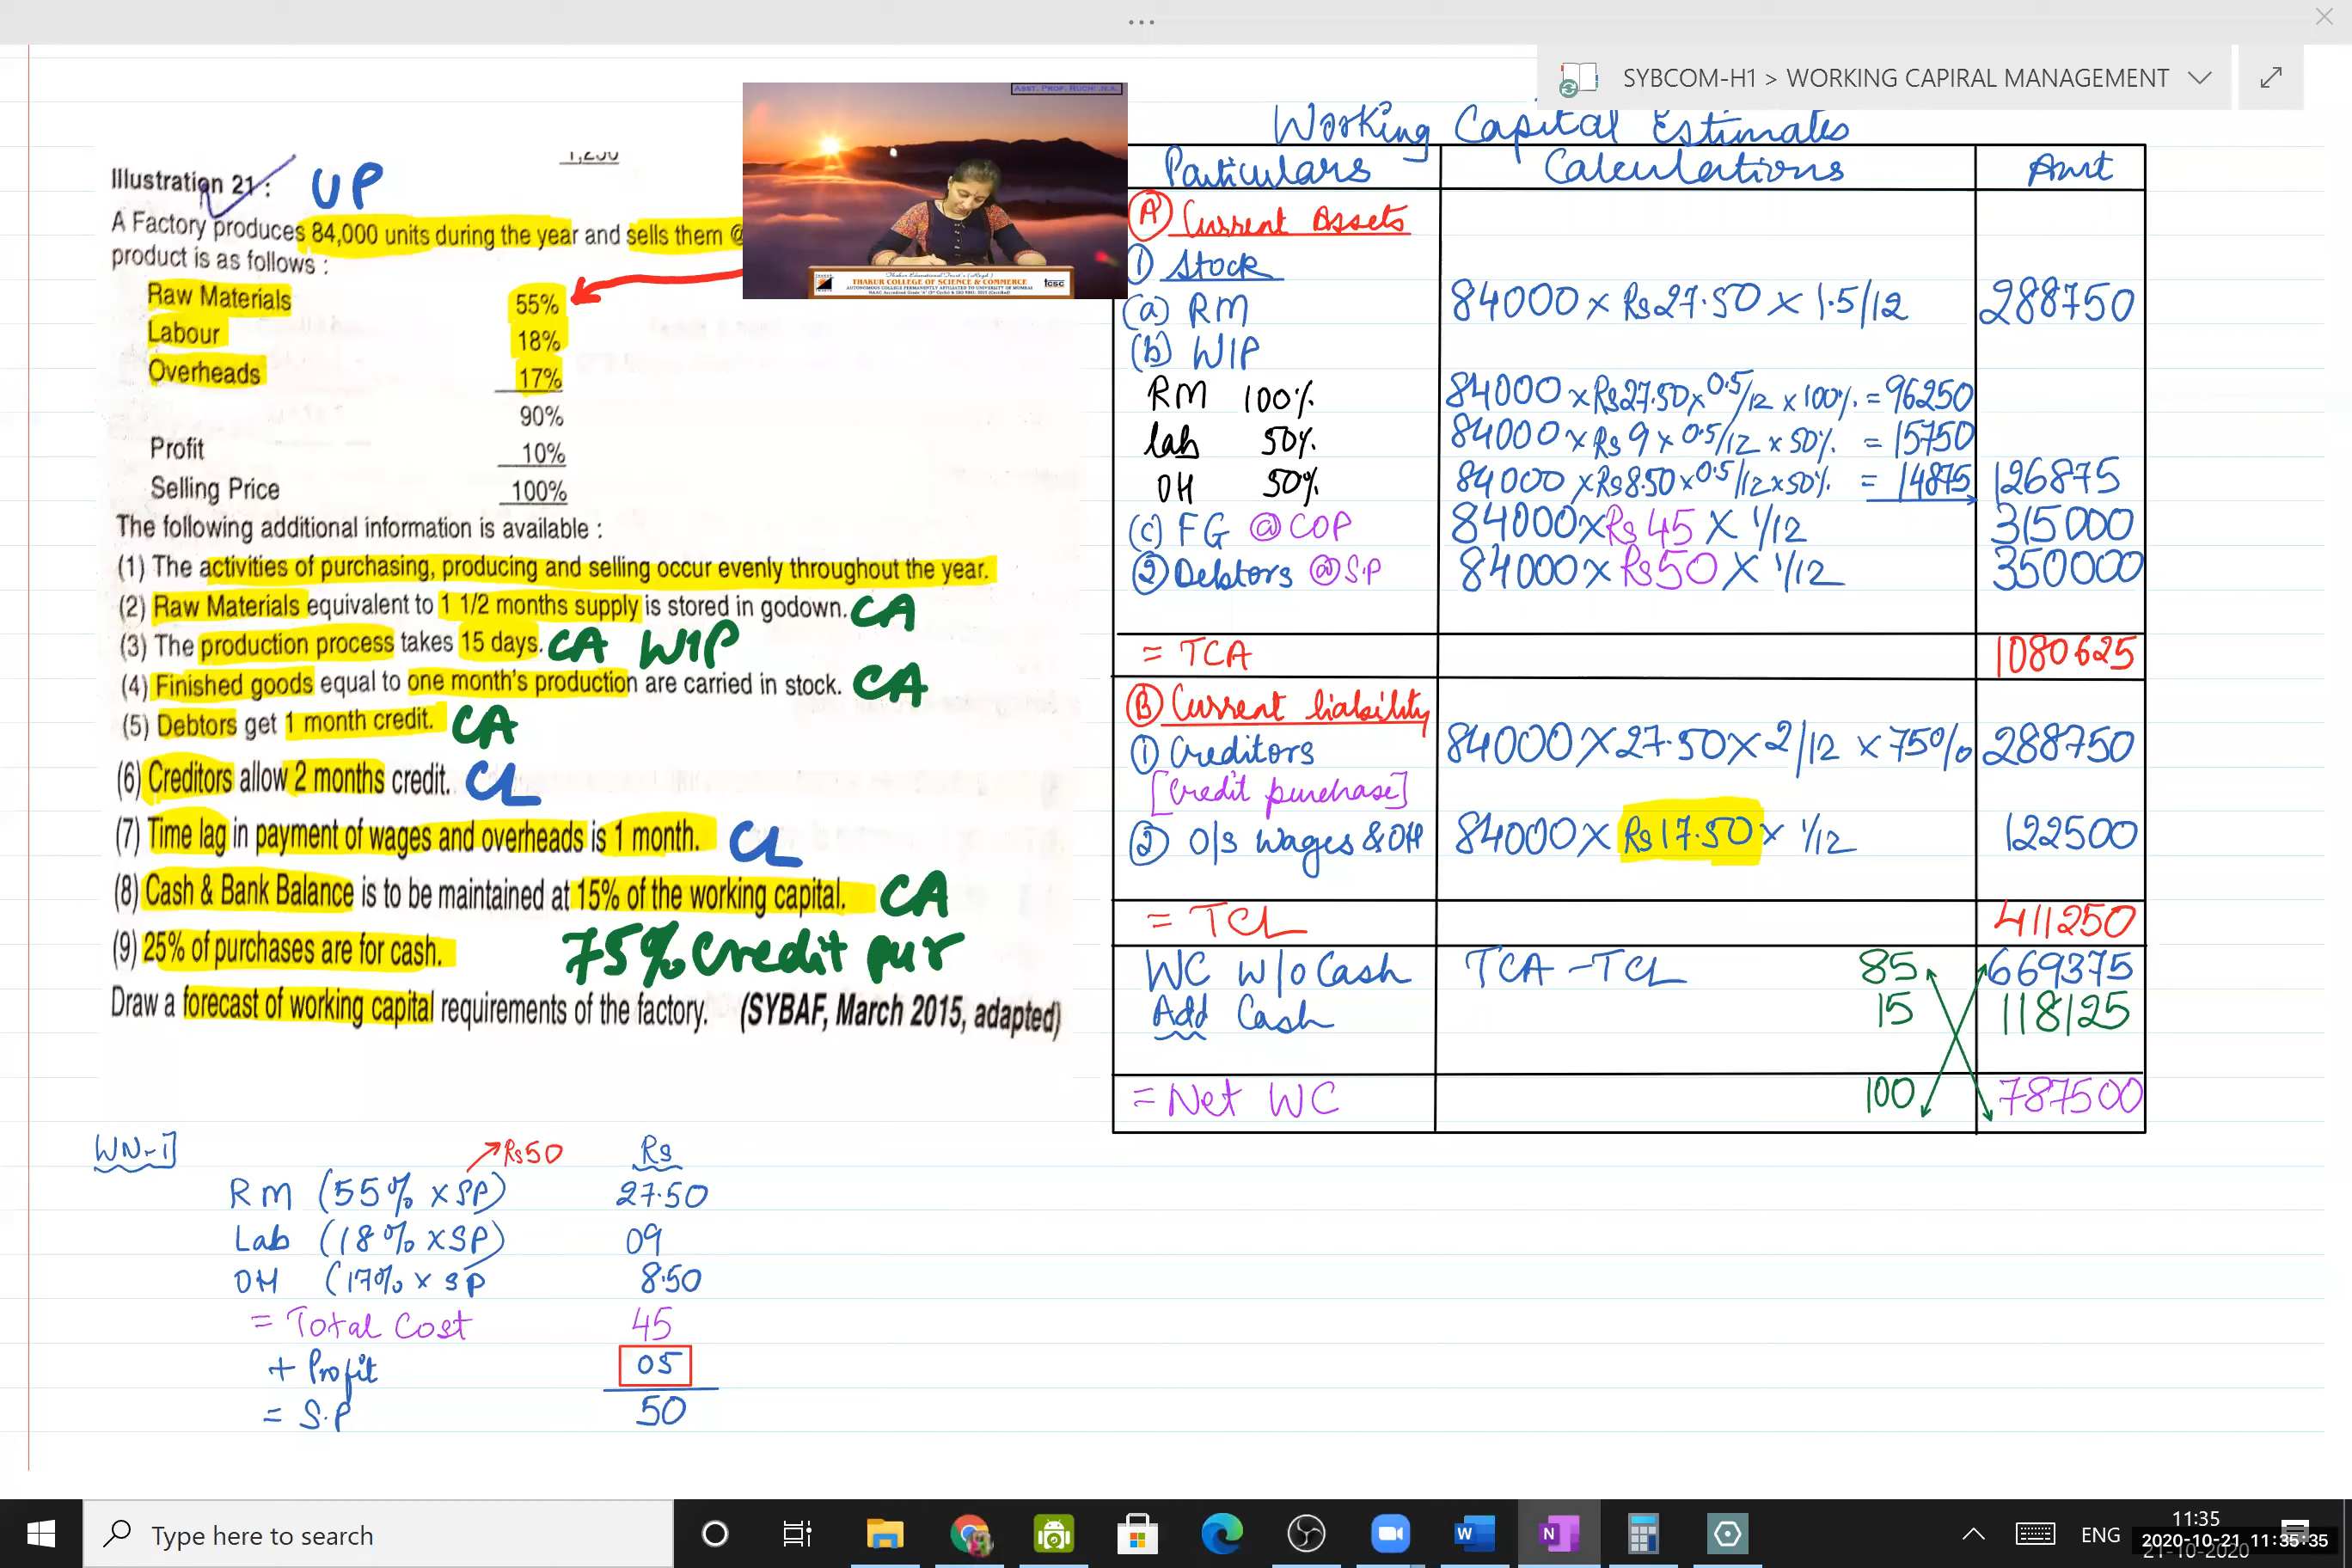 SYBCOM-H1 > WORKING CAPIRAL MANAGEMENT
ASST. PROF. RUCHI .N.A.
THAKUR COLLEGE OF SCIENCE & COMMERCE
tcsc
1,250
Illustration 21 : UP
A Factory produces 84,000 units during the year and sells them @
product is as follows :
Raw Materials 55%
Labour 18%
Overheads 17%
90%
Profit 10%
Selling Price 100%
The following additional information is available :
(1) The activities of purchasing, producing and selling occur evenly throughout the year.
(2) Raw Materials equivalent to 1 1/2 months supply is stored in godown. CA
(3) The production process takes 15 days. CA WIP
(4) Finished goods equal to one month's production are carried in stock. CA
(5) Debtors get 1 month credit. CA
(6) Creditors allow 2 months credit. CL
(7) Time lag in payment of wages and overheads is 1 month. CL
(8) Cash & Bank Balance is to be maintained at 15% of the working capital. CA
(9) 25% of purchases are for cash. 75% credit pur
Draw a forecast of working capital requirements of the factory. (SYBAF, March 2015, adapted)
WN-1] Rs50 Rs
RM (55% x SP) 27.50
Lab (18% x SP) 09
OH (17% x SP 8.50
= Total Cost 45
+ Profit 05
= S.P 50
Working Capital Estimates
Particulars Calculations Amt
(A) Current Assets
(1) Stock
(a) RM 84000 x Rs27.50 x 1.5/12 288750
(b) WIP
RM 100% 84000 x Rs27.50 x 0.5/12 x 100% = 96250
lab 50% 84000 x Rs 9 x 0.5/12 x 50% = 15750
OH 50% 84000 x Rs8.50 x 0.5/12 x 50% = 14875 126875
(c) FG @ COP 84000 x Rs 45 x 1/12 315000
(2) Debtors @ S.P 84000 x Rs50 x 1/12 350000
= TCA 1080625
(B) Current liability
(1) Creditors 84000 x 27.50 x 2/12 x 75% 288750
[Credit purchase]
(2) O/s Wages & OH 84000 x Rs17.50 x 1/12 122500
= TCL 411250
WC w/o Cash TCA - TCL 85 669375
Add Cash 15 118125
= Net WC 100 787500
Type here to search
ENG
11:35
21-10-2020
2020-10-21 11:35:35